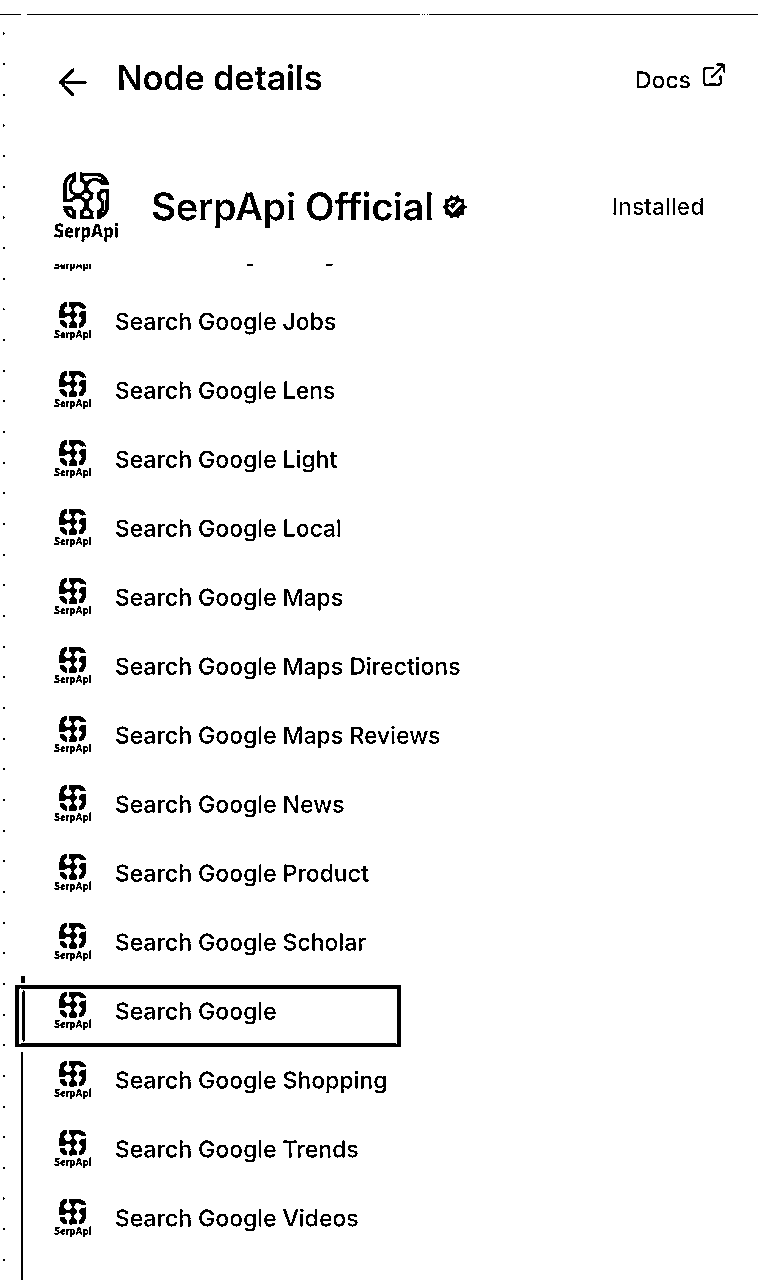 Node details
Docs
SerpApi
SerpApi Official
Installed
SerpApi
SerpApi
Search Google Jobs
SerpApi
Search Google Lens
SerpApi
Search Google Light
SerpApi
Search Google Local
SerpApi
Search Google Maps
SerpApi
Search Google Maps Directions
SerpApi
Search Google Maps Reviews
SerpApi
Search Google News
SerpApi
Search Google Product
SerpApi
Search Google Scholar
SerpApi
Search Google
SerpApi
Search Google Shopping
SerpApi
Search Google Trends
SerpApi
Search Google Videos